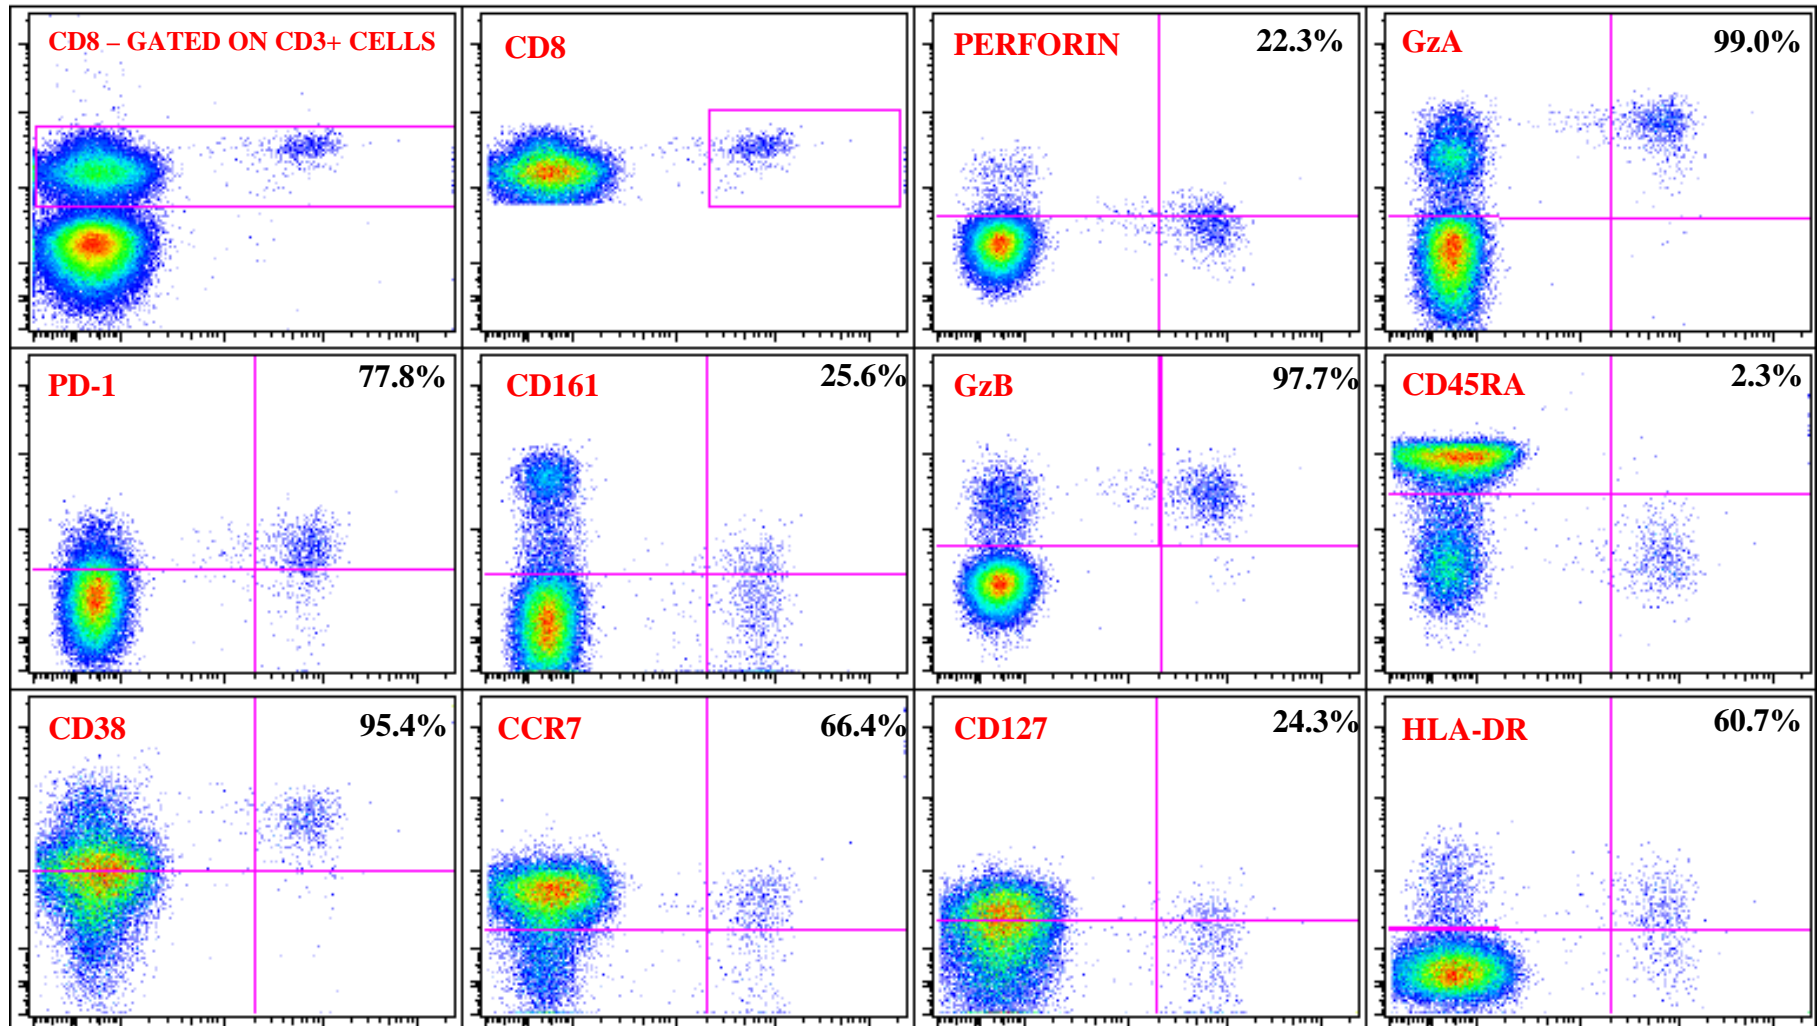 CD8 – GATED ON CD3+ CELLS
CD8
PERFORIN 22.3%
GzA 99.0%
PD-1 77.8%
CD161 25.6%
GzB 97.7%
CD45RA 2.3%
CD38 95.4%
CCR7 66.4%
CD127 24.3%
HLA-DR 60.7%